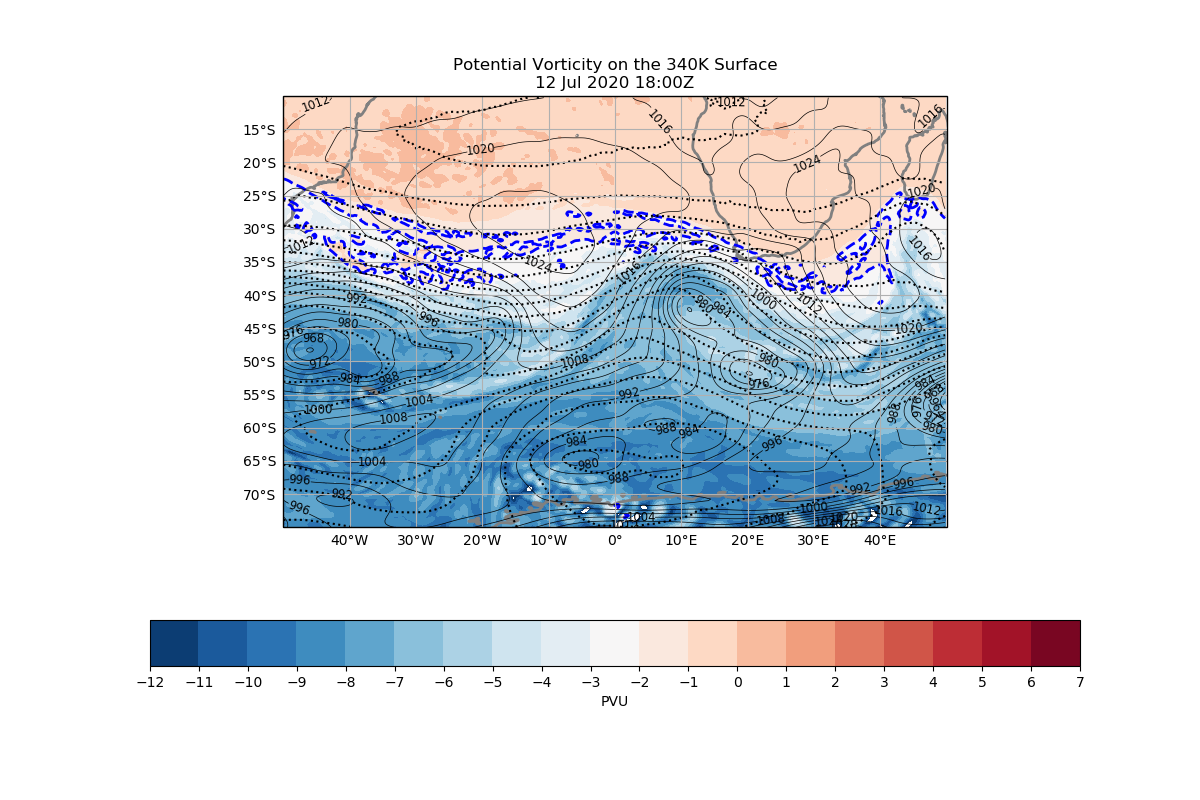 Potential Vorticity on the 340K Surface
12 Jul 2020 18:00Z
1012 1012 1016 1016
15°S
1020 1024
20°S
1020
25°S
30°S
1012 1016
35°S
1024 1016
40°S
992 980 984 1000 1012
996
45°S
976 980 968 1020
50°S
972 1008 980
984 988 976 984
55°S
1004 992 988 976
1000 1008
60°S
984 988 984 996 980
65°S
1004 980
996 988 992 996
70°S
992 996 1004 1008 1000 1016 1012
40°W 30°W 20°W 10°W 0° 10°E 20°E 30°E 40°E
−12 −11 −10 −9 −8 −7 −6 −5 −4 −3 −2 −1 0 1 2 3 4 5 6 7
PVU